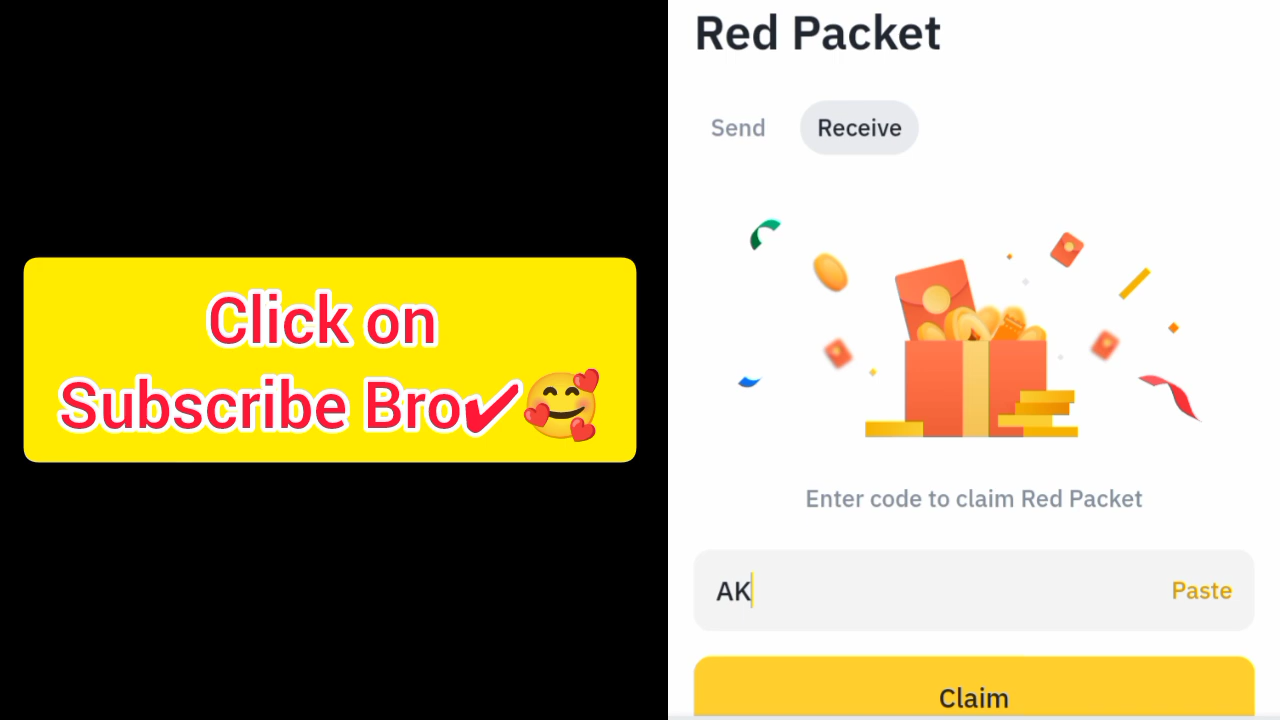 Click on
Subscribe Bro✔🥰
Red Packet
Send
Receive
Enter code to claim Red Packet
AK
Paste
Claim